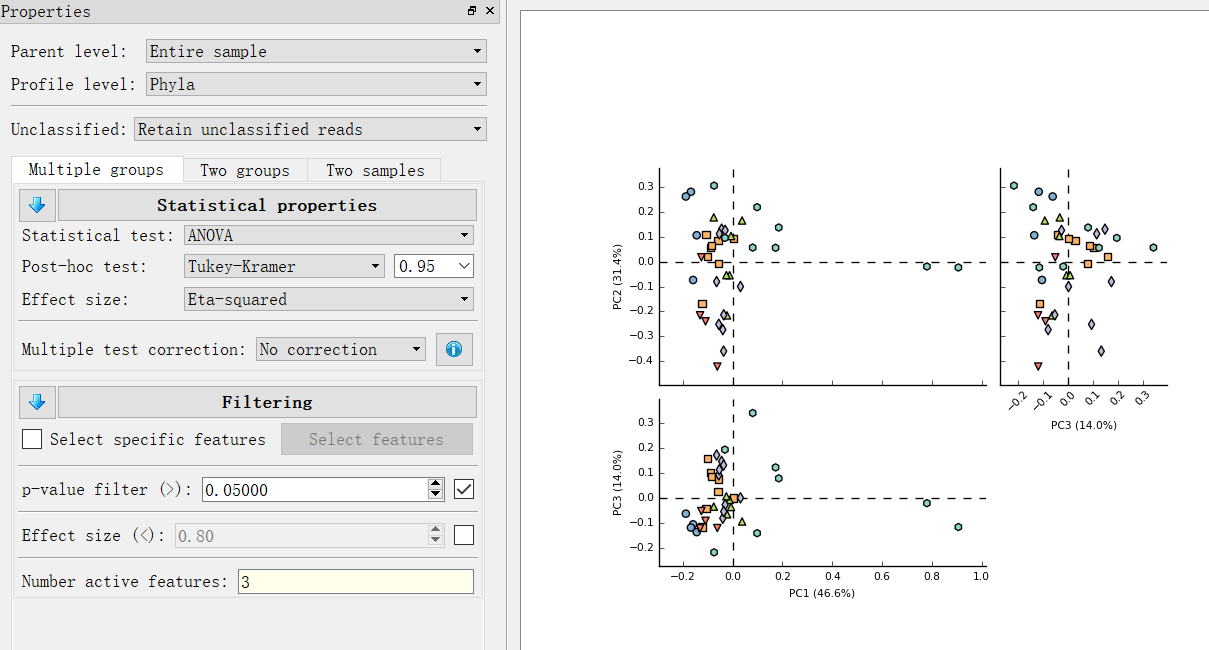 Properties
Parent level: Entire sample
Profile level: Phyla
Unclassified: Retain unclassified reads
Multiple groups Two groups Two samples
Statistical properties
Statistical test: ANOVA
Post-hoc test: Tukey-Kramer 0.95
Effect size: Eta-squared
Multiple test correction: No correction
Filtering
Select specific features Select features
p-value filter (>): 0.05000
Effect size (<): 0.80
Number active features: 3
0.3
0.2
0.1
0.0
−0.1
−0.2
−0.3
−0.4
PC2 (31.4%)
−0.2 −0.1 0.0 0.1 0.2 0.3
PC3 (14.0%)
0.3
0.2
0.1
0.0
−0.1
−0.2
PC3 (14.0%)
−0.2 0.0 0.2 0.4 0.6 0.8 1.0
PC1 (46.6%)